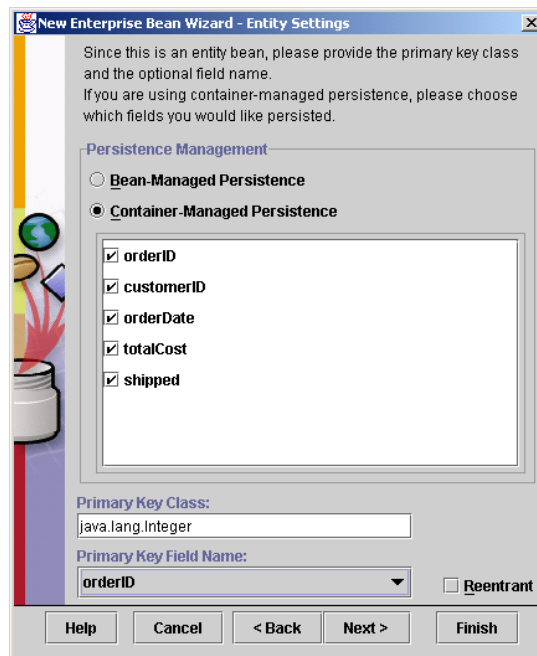 New Enterprise Bean Wizard - Entity Settings
Since this is an entity bean, please provide the primary key class
and the optional field name.
If you are using container-managed persistence, please choose
which fields you would like persisted.
Persistence Management
Bean-Managed Persistence
Container-Managed Persistence
orderID
customerID
orderDate
totalCost
shipped
Primary Key Class:
java.lang.Integer
Primary Key Field Name:
orderID
Reentrant
Help Cancel < Back Next > Finish